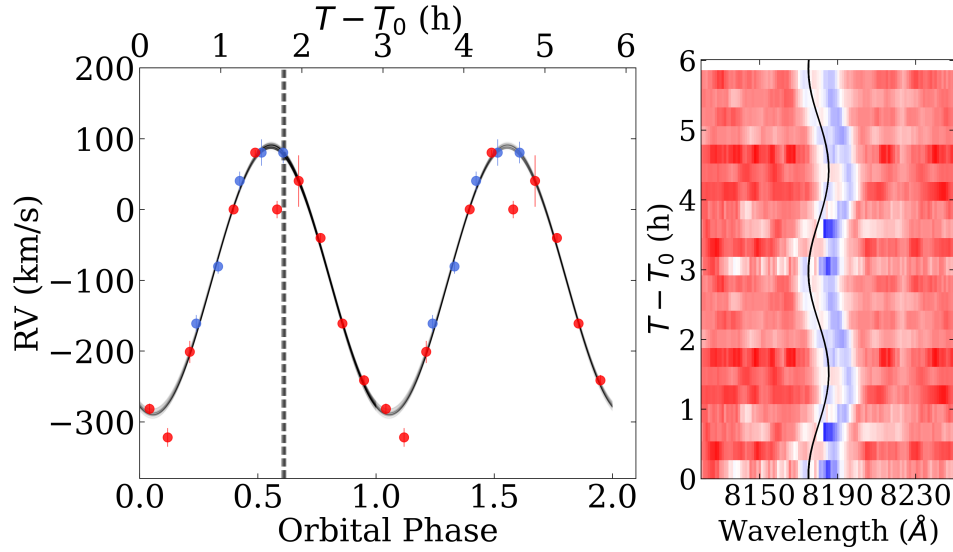 T − T₀ (h)
0 1 2 3 4 5 6
200
100
0
−100
−200
−300
RV (km/s)
0.0 0.5 1.0 1.5 2.0
Orbital Phase
6
5
4
3
2
1
0
T − T₀ (h)
8150 8190 8230
Wavelength (Å)